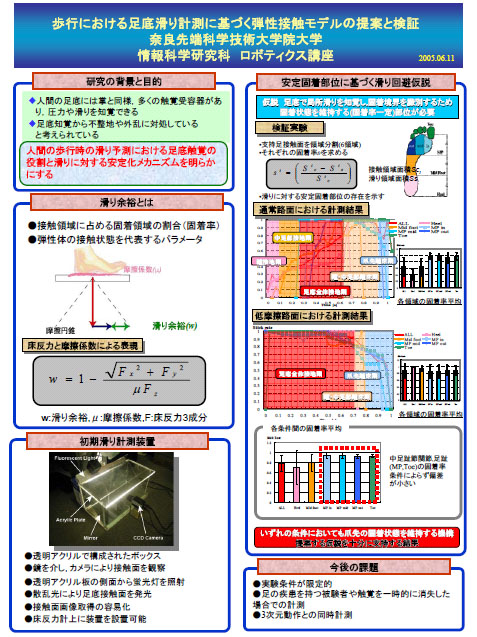 歩行における足底滑り計測に基づく弾性接触モデルの提案と検証
奈良先端科学技術大学院大学
情報科学研究科　ロボティクス講座
2005.06.11
研究の背景と目的
◆人間の足底には掌と同様，多くの触覚受容器があり，圧力や滑りを知覚できる
◆足底知覚から不整地や外乱に対処していると考えられている
人間の歩行時の滑り予測における足底触覚の
役割と滑りに対する安定化メカニズムを明らか
にする
滑り余裕とは
●接触領域に占める固着領域の割合（固着率）
●弾性体の接触状態を代表するパラメータ
摩擦係数(μ)
摩擦円錐
滑り余裕(w)
床反力と摩擦係数による表現
w = 1 − √(Fx² + Fy²) / μFz
w:滑り余裕, μ:摩擦係数,F:床反力3成分
初期滑り計測装置
Fluorescent Light
Acrylic Plate
Mirror
CCD Camera
●透明アクリルで構成されたボックス
●鏡を介し，カメラにより接触面を観察
●透明アクリル板の側面から蛍光灯を照射
●散乱光により足底接触面を発光
●接触面画像取得の容易化
●床反力計上に装置を設置可能
安定固着部位に基づく滑り回避仮説
仮説　足底で局所滑りを知覚し,固着境界を識別するため
固着状態を維持する(固着率一定)部位が必要
検証実験
・支持足接触面を領域分割(6領域)
・それぞれの固着率を求める
接触領域面積Sc,
滑り領域面積Ss
・滑りに対する安定固着部位の存在を示す
通常路面における計測結果
各領域の固着率平均
低摩擦路面における計測結果
各領域の固着率平均
各条件間の固着率平均
ALL
Heel
MP in
MP mid
MP out
Toe
中足節関節,足趾
(MP,Toe)の固着率
条件によらず偏差
が小さい
いずれの条件においても爪先の固着状態を維持する機構
今後の課題
●実験条件が限定的
●足の疾患を持つ被験者や触覚を一時的に消失した
場合での計測
●3次元動作との同時計測